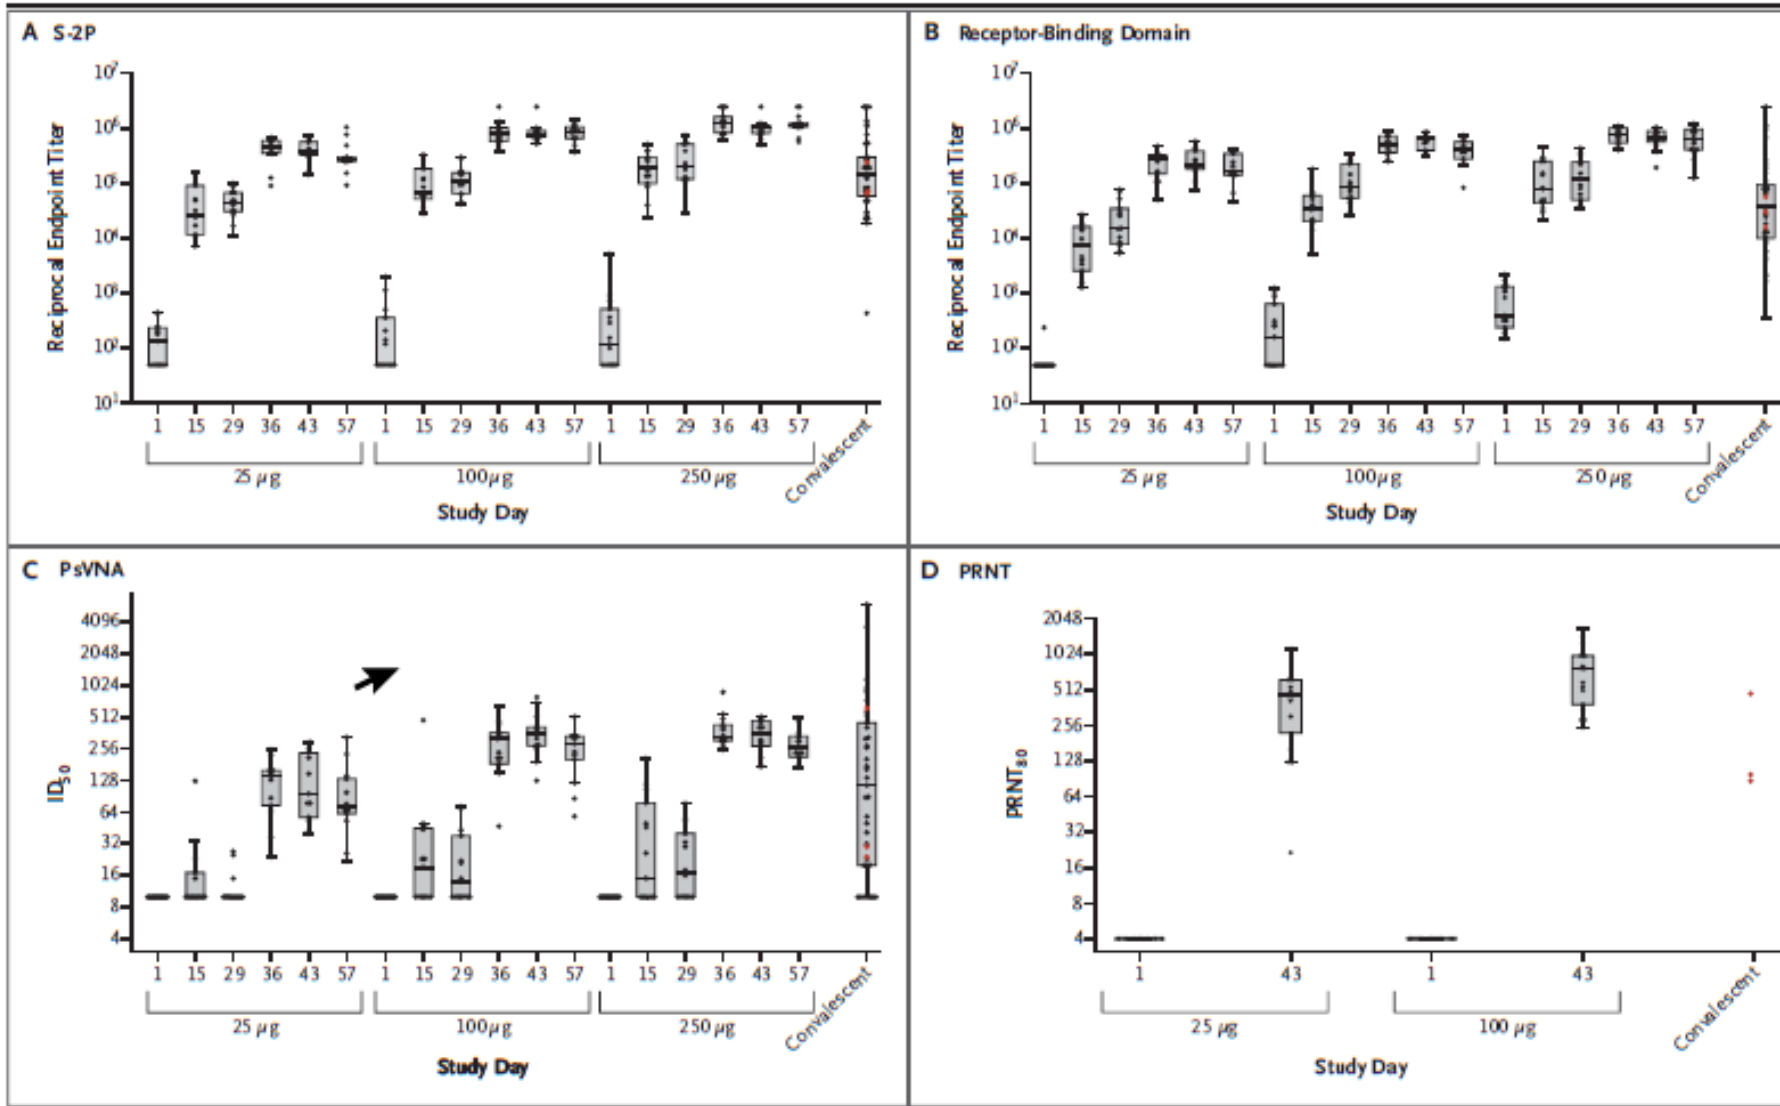 A S-2P
Reciprocal Endpoint Titer
10⁷
10⁶
10⁵
10⁴
10³
10²
10¹
1 15 29 36 43 57 1 15 29 36 43 57 1 15 29 36 43 57 Convalescent
25 µg 100 µg 250 µg
Study Day
B Receptor-Binding Domain
Reciprocal Endpoint Titer
10⁷
10⁶
10⁵
10⁴
10³
10²
10¹
1 15 29 36 43 57 1 15 29 36 43 57 1 15 29 36 43 57 Convalescent
25 µg 100 µg 250 µg
Study Day
C PsVNA
ID₅₀
4096
2048
1024
512
256
128
64
32
16
8
4
1 15 29 36 43 57 1 15 29 36 43 57 1 15 29 36 43 57 Convalescent
25 µg 100 µg 250 µg
Study Day
D PRNT
PRNT₈₀
2048
1024
512
256
128
64
32
16
8
4
1 43 1 43 Convalescent
25 µg 100 µg
Study Day